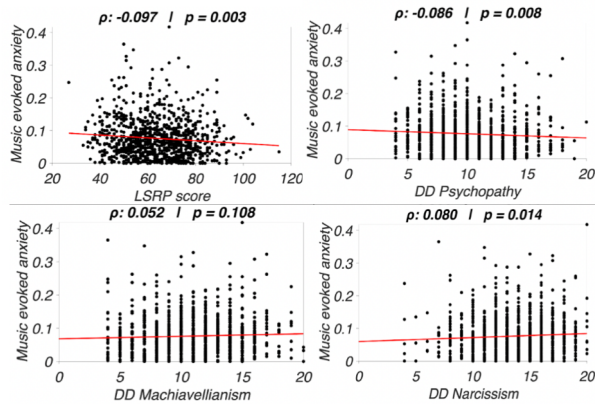 ρ: -0.097 | p = 0.003
Music evoked anxiety
0.4
0.3
0.2
0.1
0
20 40 60 80 100 120
LSRP score
ρ: -0.086 | p = 0.008
Music evoked anxiety
0.4
0.3
0.2
0.1
0
0 5 10 15 20
DD Psychopathy
ρ: 0.052 | p = 0.108
Music evoked anxiety
0.4
0.3
0.2
0.1
0
0 5 10 15 20
DD Machiavellianism
ρ: 0.080 | p = 0.014
Music evoked anxiety
0.4
0.3
0.2
0.1
0
0 5 10 15 20
DD Narcissism